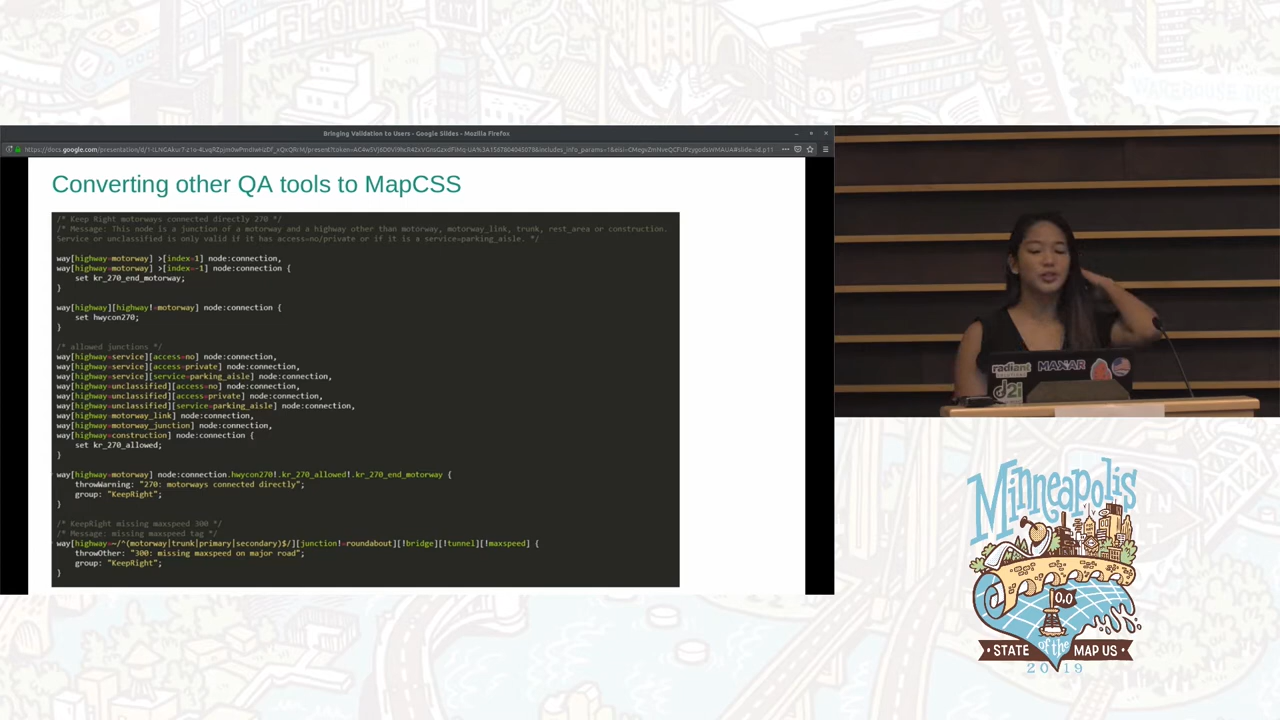 Bringing Validation to Users - Google Slides - Mozilla Firefox
Converting other QA tools to MapCSS
/* Keep Right motorways connected directly 270 */
/* Message: This node is a junction of a motorway and a highway other than motorway, motorway_link, trunk, rest_area or construction.
Service or unclassified is only valid if it has access=no/private or if it is a service=parking_aisle. */
way[highway=motorway] >[index=1] node:connection,
way[highway=motorway] >[index=-1] node:connection {
set kr_270_end_motorway;
}
way[highway][highway!=motorway] node:connection {
set hwycon270;
}
/* allowed junctions */
way[highway=service][access=no] node:connection,
way[highway=service][access=private] node:connection,
way[highway=service][service=parking_aisle] node:connection,
way[highway=unclassified][access=no] node:connection,
way[highway=unclassified][access=private] node:connection,
way[highway=unclassified][service=parking_aisle] node:connection,
way[highway=motorway_link] node:connection,
way[highway=motorway_junction] node:connection,
way[highway=construction] node:connection {
set kr_270_allowed;
}
way[highway=motorway] node:connection.hwycon270!.kr_270_allowed!.kr_270_end_motorway {
throwWarning: "270: motorways connected directly";
group: "KeepRight";
}
/* KeepRight missing maxspeed 300 */
/* Message: missing maxspeed tag */
way[highway=~/^(motorway|trunk|primary|secondary)$/][junction!=roundabout][!bridge][!tunnel][!maxspeed] {
throwOther: "300: missing maxspeed on major road";
group: "KeepRight";
}
radiant
MAXAR
d2i
Minneapolis
0,0
STATE of the MAP US
2019